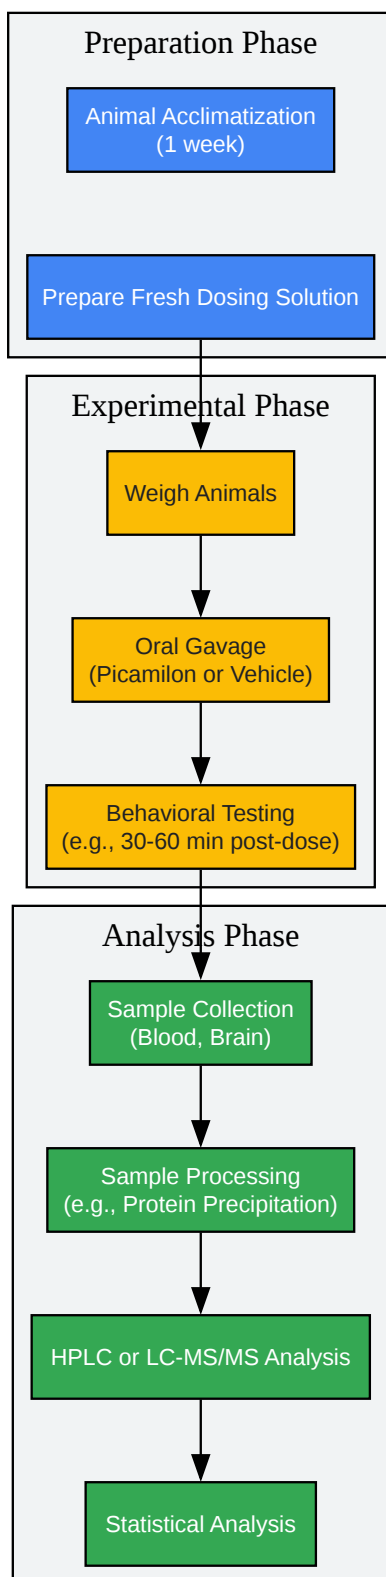 Preparation Phase
Animal Acclimatization
(1 week)
Prepare Fresh Dosing Solution
Experimental Phase
Weigh Animals
Oral Gavage
(Picamilon or Vehicle)
Behavioral Testing
(e.g., 30-60 min post-dose)
Analysis Phase
Sample Collection
(Blood, Brain)
Sample Processing
(e.g., Protein Precipitation)
HPLC or LC-MS/MS Analysis
Statistical Analysis